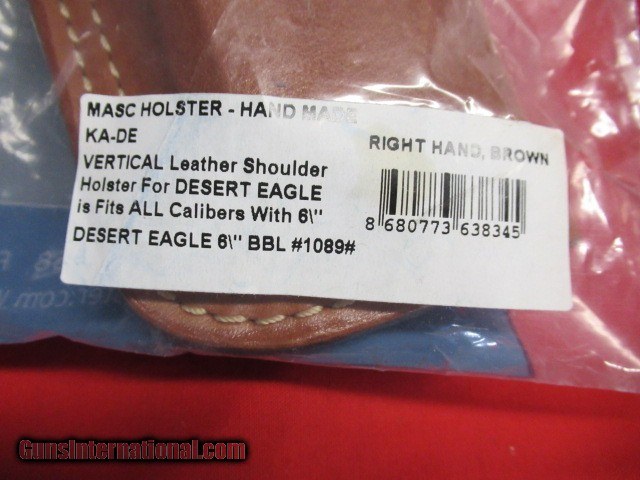 MASC HOLSTER - HAND MADE
KA-DE
VERTICAL Leather Shoulder
Holster For DESERT EAGLE
is Fits ALL Calibers With 6\"
DESERT EAGLE 6\" BBL #1089#
RIGHT HAND, BROWN
8 680773 638345
GunsInternational.com